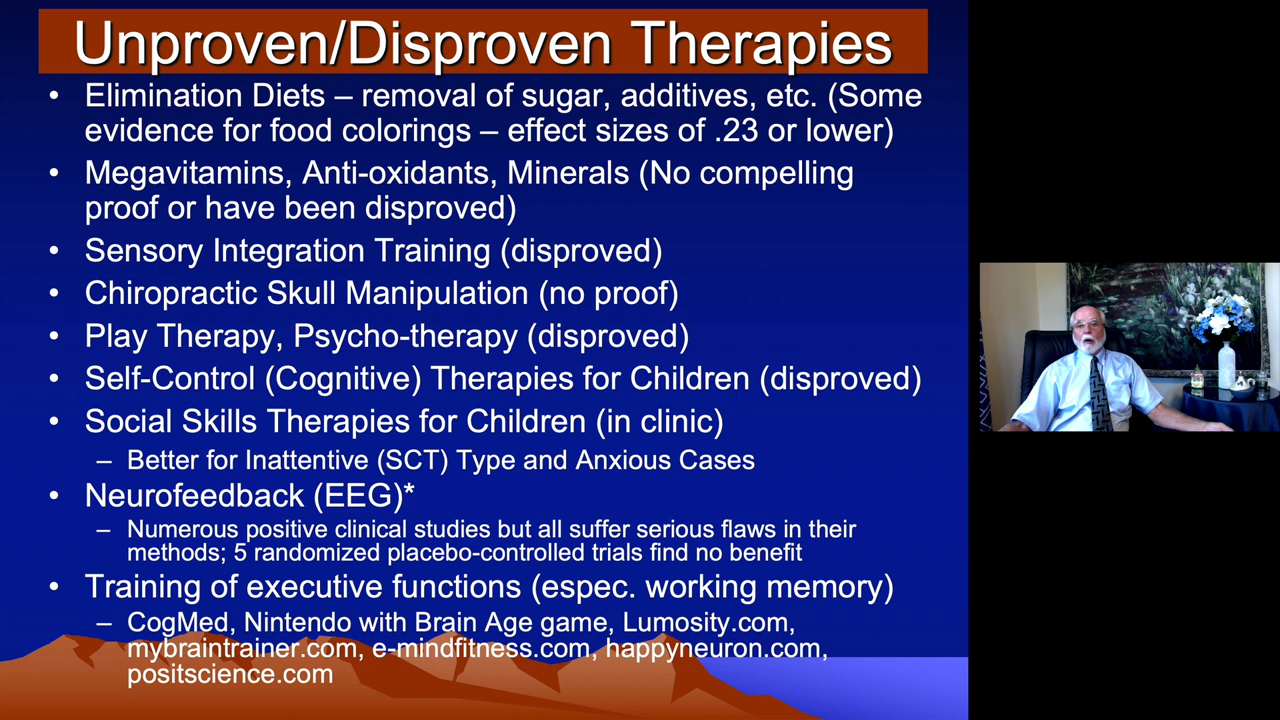 Unproven/Disproven Therapies
• Elimination Diets – removal of sugar, additives, etc. (Some
evidence for food colorings – effect sizes of .23 or lower)
• Megavitamins, Anti-oxidants, Minerals (No compelling
proof or have been disproved)
• Sensory Integration Training (disproved)
• Chiropractic Skull Manipulation (no proof)
• Play Therapy, Psycho-therapy (disproved)
• Self-Control (Cognitive) Therapies for Children (disproved)
• Social Skills Therapies for Children (in clinic)
– Better for Inattentive (SCT) Type and Anxious Cases
• Neurofeedback (EEG)*
– Numerous positive clinical studies but all suffer serious flaws in their
methods; 5 randomized placebo-controlled trials find no benefit
• Training of executive functions (espec. working memory)
– CogMed, Nintendo with Brain Age game, Lumosity.com,
mybraintrainer.com, e-mindfitness.com, happyneuron.com,
positscience.com